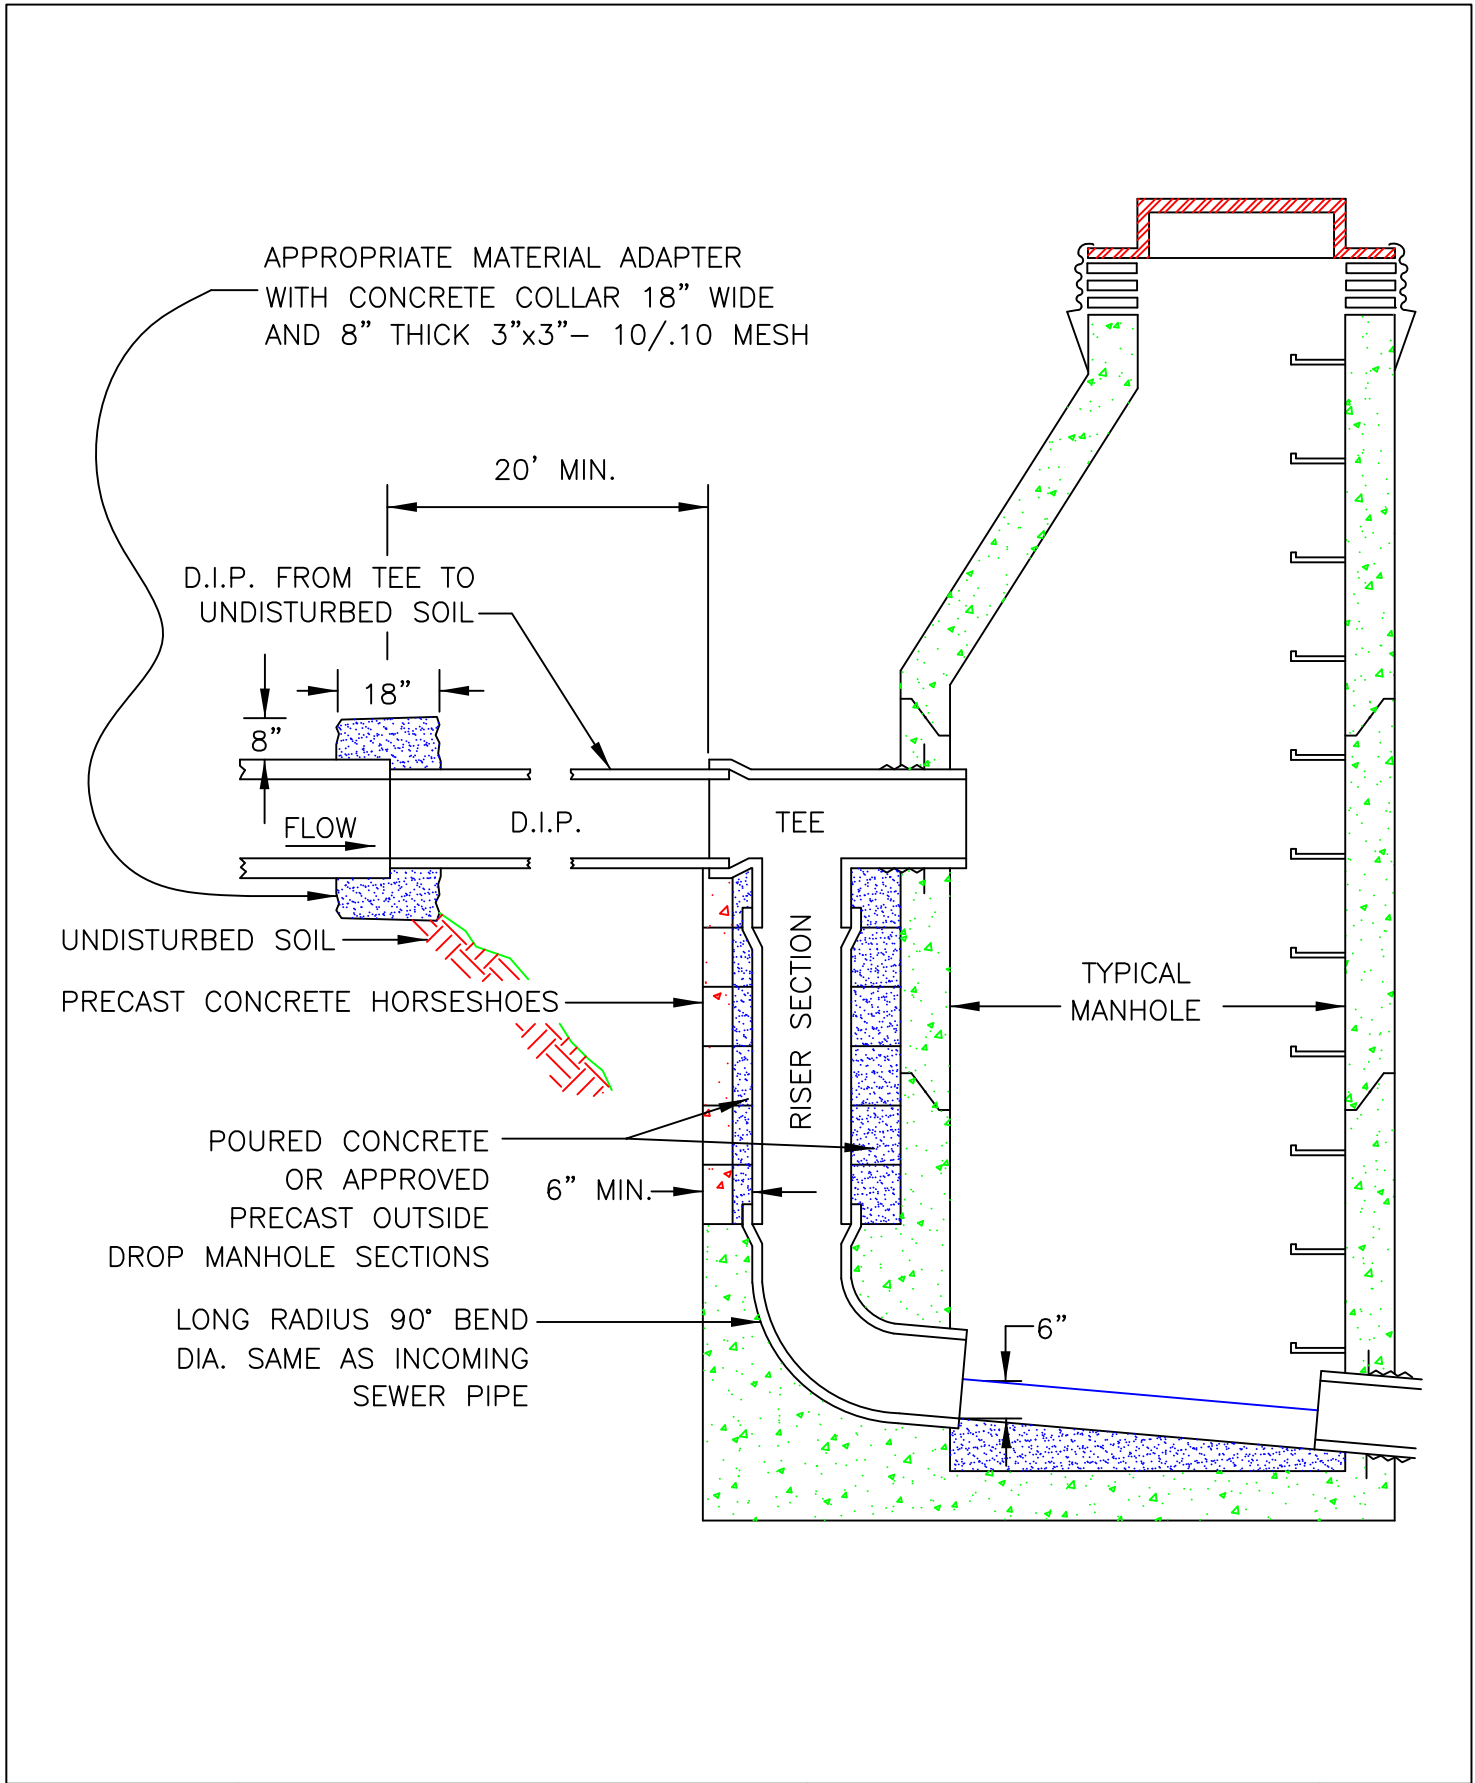 APPROPRIATE MATERIAL ADAPTER
WITH CONCRETE COLLAR 18" WIDE
AND 8" THICK 3"x3"– 10/.10 MESH
20' MIN.
D.I.P. FROM TEE TO
UNDISTURBED SOIL
18"
8"
FLOW
D.I.P.
TEE
UNDISTURBED SOIL
PRECAST CONCRETE HORSESHOES
RISER SECTION
TYPICAL
MANHOLE
POURED CONCRETE
OR APPROVED
PRECAST OUTSIDE
DROP MANHOLE SECTIONS
6" MIN.
LONG RADIUS 90° BEND
DIA. SAME AS INCOMING
SEWER PIPE
6"